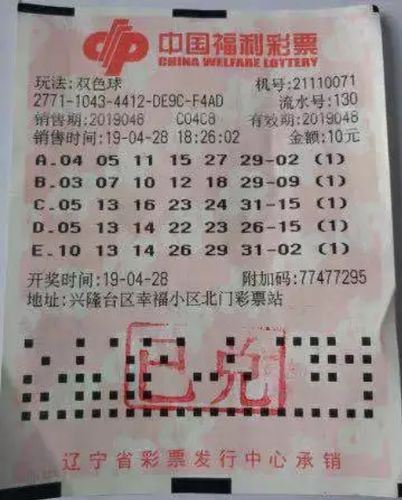 中国福利彩票
CHINA WELFARE LOTTERY
玩法:双色球 机号:21110071
2771-1043-4412-DE9C-F4AD 流水号:130
销售期:2019048 C04C8 有效期:2019048
销售时间:19-04-28 18:26:02 金额:10元
A.04 05 11 15 27 29-02 (1)
B.03 07 10 12 18 29-09 (1)
C.05 13 16 23 24 31-15 (1)
D.05 13 14 22 23 26-15 (1)
E.10 13 14 26 29 31-02 (1)
开奖时间:19-04-28 附加码:77477295
地址:兴隆台区幸福小区北门彩票站
已兑
辽宁省彩票发行中心承销